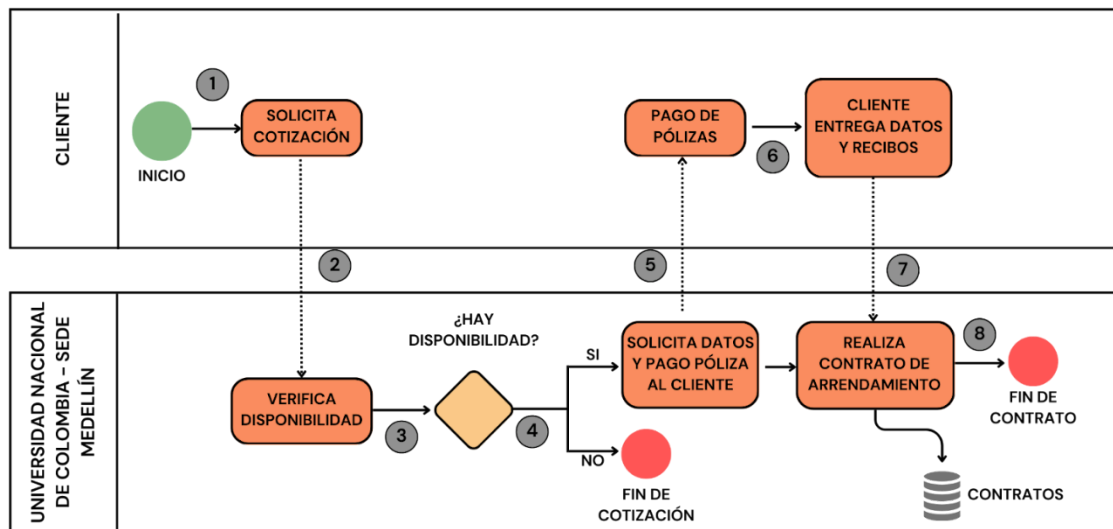 CLIENTE
1
INICIO
SOLICITA
COTIZACIÓN
PAGO DE
PÓLIZAS
6
CLIENTE
ENTREGA DATOS
Y RECIBOS
2
5
7
UNIVERSIDAD NACIONAL
DE COLOMBIA - SEDE
MEDELLÍN
VERIFICA
DISPONIBILIDAD
3
¿HAY
DISPONIBILIDAD?
4
SI
NO
SOLICITA DATOS
Y PAGO PÓLIZA
AL CLIENTE
FIN DE
COTIZACIÓN
REALIZA
CONTRATO DE
ARRENDAMIENTO
8
FIN DE
CONTRATO
CONTRATOS